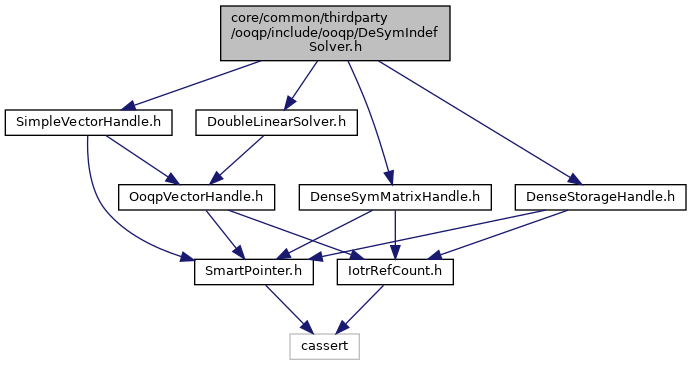 core/common/thirdparty
/ooqp/include/ooqp/DeSymIndef
Solver.h
SimpleVectorHandle.h
DoubleLinearSolver.h
OoqpVectorHandle.h
DenseSymMatrixHandle.h
DenseStorageHandle.h
SmartPointer.h
IotrRefCount.h
cassert